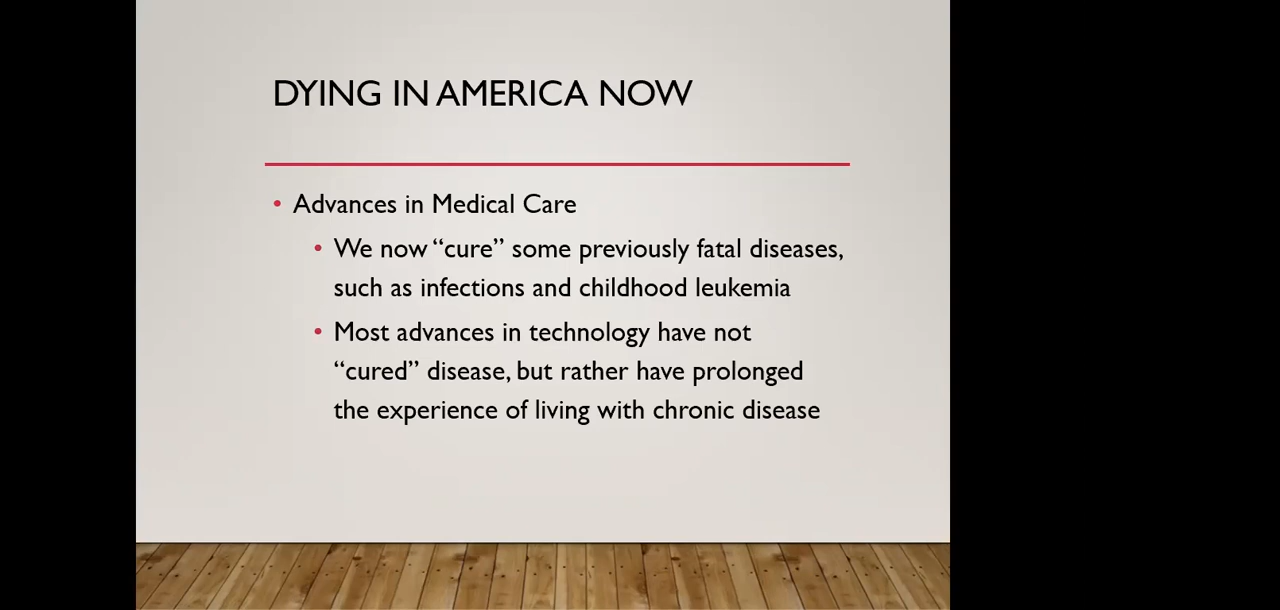 DYING IN AMERICA NOW
• Advances in Medical Care
• We now “cure” some previously fatal diseases,
such as infections and childhood leukemia
• Most advances in technology have not
“cured” disease, but rather have prolonged
the experience of living with chronic disease